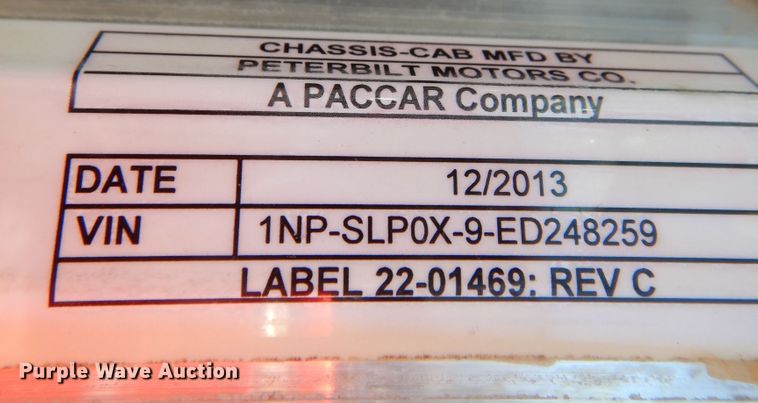 CHASSIS-CAB MFD BY
PETERBILT MOTORS CO.
A PACCAR Company
DATE 12/2013
VIN 1NP-SLP0X-9-ED248259
LABEL 22-01469: REV C
Purple Wave Auction